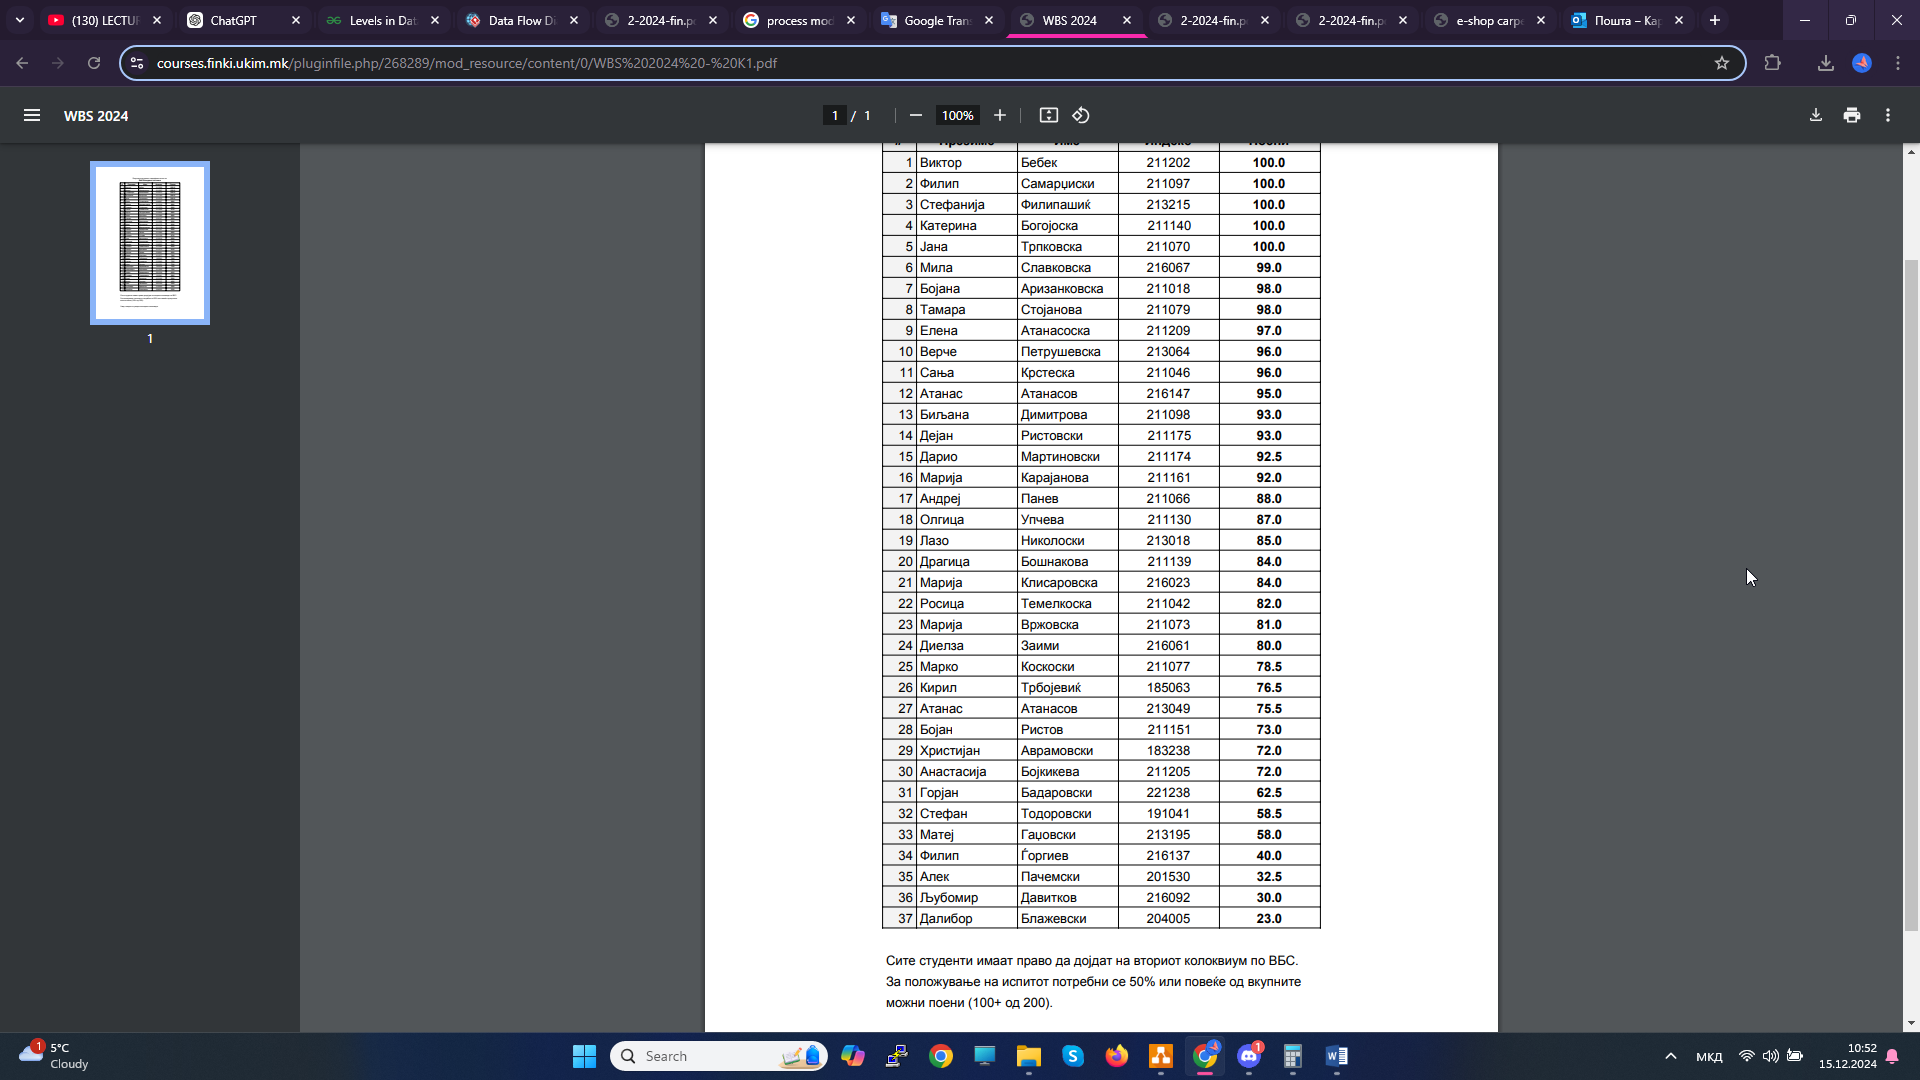 (130) LECTUR
ChatGPT
Levels in Dat
Data Flow Di
2-2024-fin.p
process mod
Google Tran
WBS 2024
2-2024-fin.p
2-2024-fin.p
e-shop carp
Пошта – Кар
courses.finki.ukim.mk/pluginfile.php/268289/mod_resource/content/0/WBS%202024%20-%20K1.pdf
WBS 2024
1 / 1
100%
1
1 Виктор Бебек 211202 100.0
2 Филип Самарџиски 211097 100.0
3 Стефанија Филипашиќ 213215 100.0
4 Катерина Богојоска 211140 100.0
5 Јана Трпковска 211070 100.0
6 Мила Славковска 216067 99.0
7 Бојана Аризанковска 211018 98.0
8 Тамара Стојанова 211079 98.0
9 Елена Атанасоска 211209 97.0
10 Верче Петрушевска 213064 96.0
11 Сања Крстеска 211046 96.0
12 Атанас Атанасов 216147 95.0
13 Биљана Димитрова 211098 93.0
14 Дејан Ристовски 211175 93.0
15 Дарио Мартиновски 211174 92.5
16 Марија Карајанова 211161 92.0
17 Андреј Панев 211066 88.0
18 Олгица Упчева 211130 87.0
19 Лазо Николоски 213018 85.0
20 Драгица Бошнакова 211139 84.0
21 Марија Клисаровска 216023 84.0
22 Росица Темелкоска 211042 82.0
23 Марија Вржовска 211073 81.0
24 Диелза Заими 216061 80.0
25 Марко Коскоски 211077 78.5
26 Кирил Трбојевиќ 185063 76.5
27 Атанас Атанасов 213049 75.5
28 Бојан Ристов 211151 73.0
29 Христијан Аврамовски 183238 72.0
30 Анастасија Бојкикева 211205 72.0
31 Горјан Бадаровски 221238 62.5
32 Стефан Тодоровски 191041 58.5
33 Матеј Гаџовски 213195 58.0
34 Филип Ѓоргиев 216137 40.0
35 Алек Пачемски 201530 32.5
36 Љубомир Давитков 216092 30.0
37 Далибор Блажевски 204005 23.0
Сите студенти имаат право да дојдат на вториот колоквиум по ВБС.
За положување на испитот потребни се 50% или повеќе од вкупните
можни поени (100+ од 200).
1
5°C
Cloudy
Search
1
МКД
10:52
15.12.2024